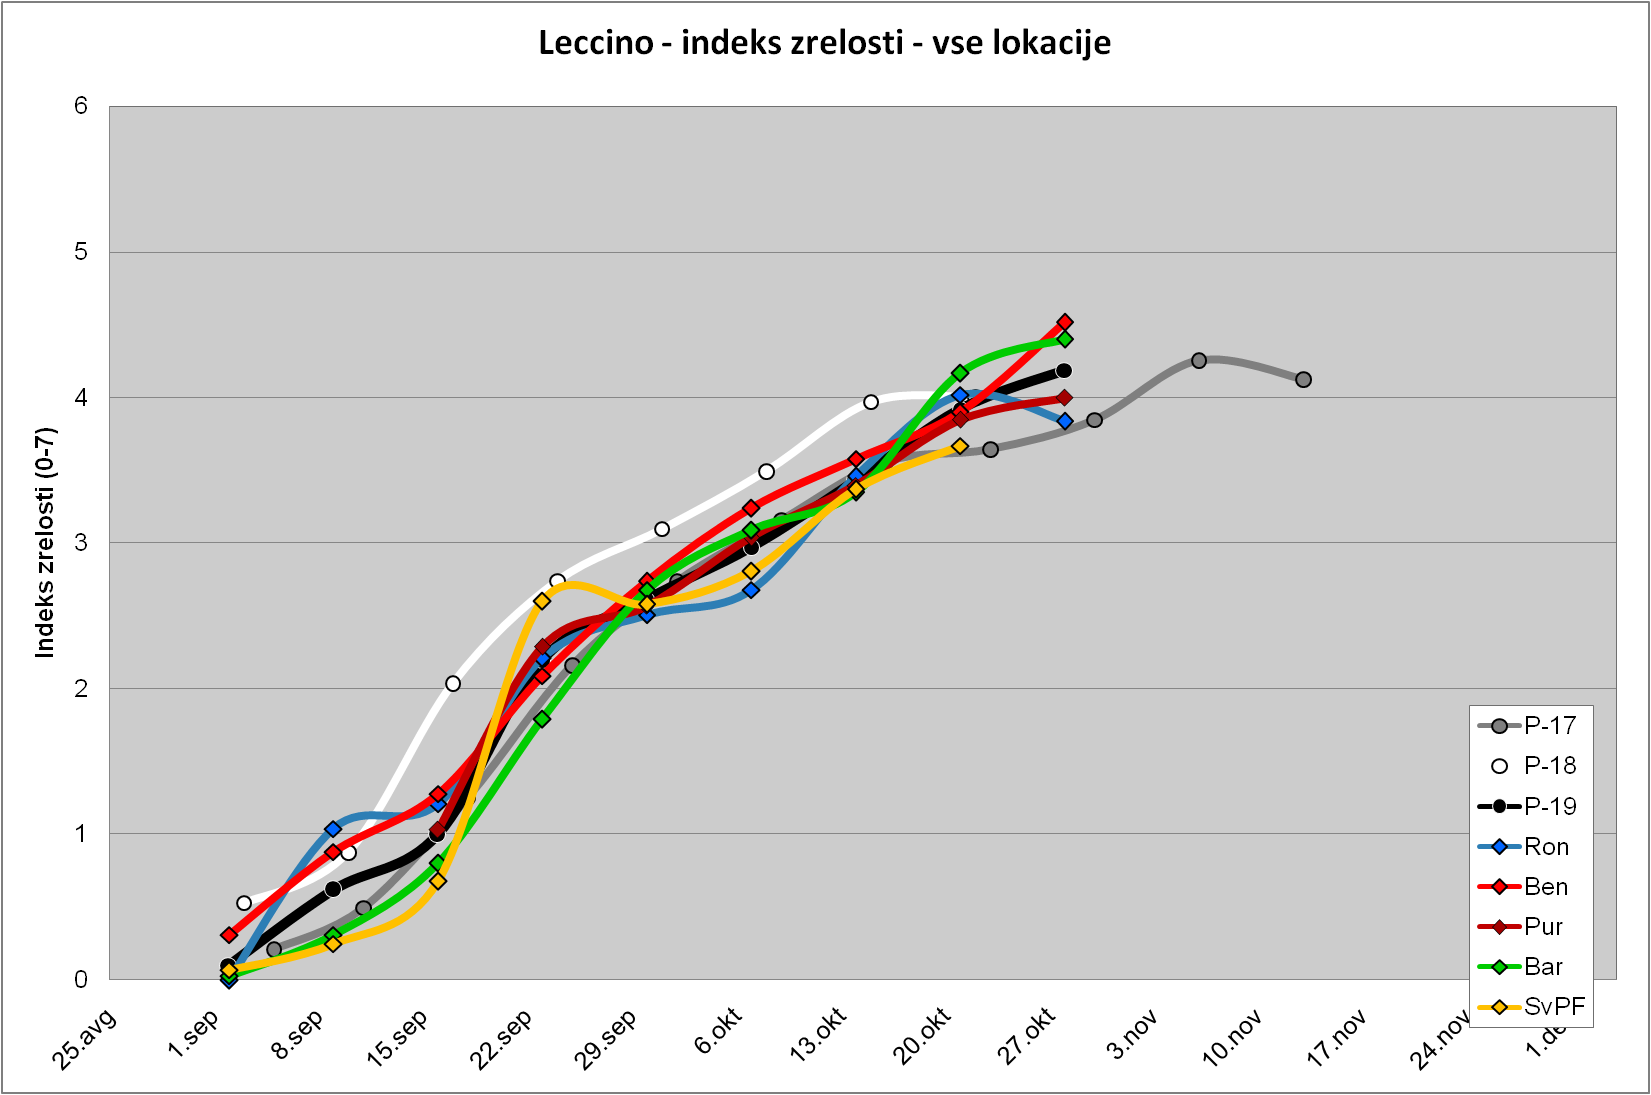 Leccino - indeks zrelosti - vse lokacije
Indeks zrelosti (0-7)
6
5
4
3
2
1
0
25.avg
1.sep
8.sep
15.sep
22.sep
29.sep
6.okt
13.okt
20.okt
27.okt
3.nov
10.nov
17.nov
24.nov
P-17
P-18
P-19
Ron
Ben
Pur
Bar
SvPF